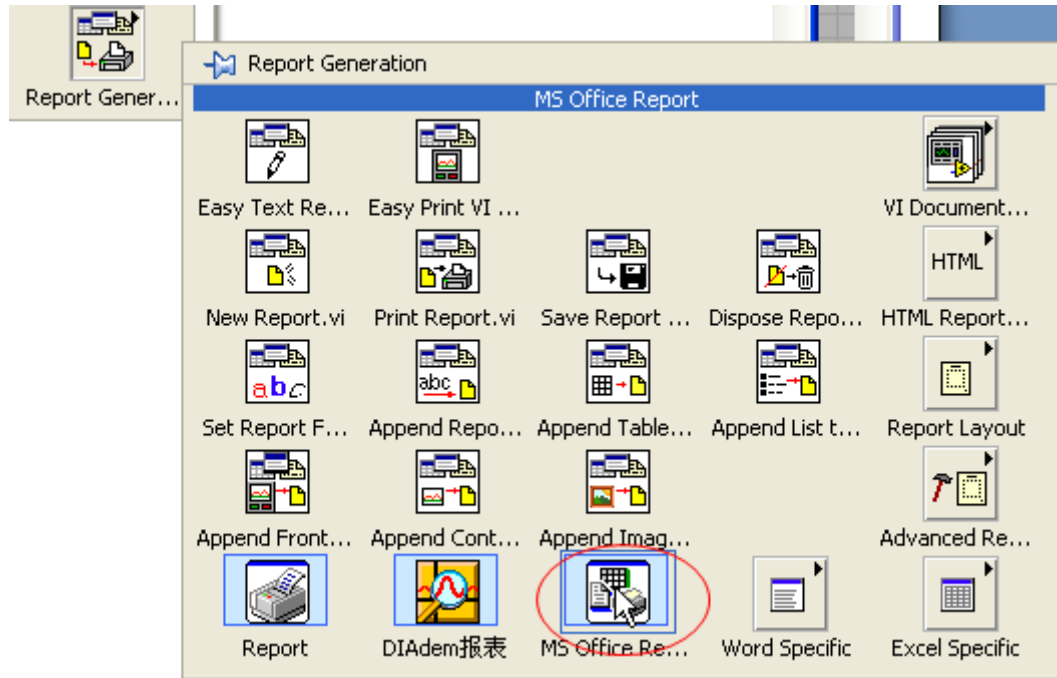 Report Gener...
Report Generation
MS Office Report
Easy Text Re...
Easy Print VI ...
VI Document...
HTML
New Report.vi
Print Report.vi
Save Report ...
Dispose Repo...
HTML Report...
abc
abc
Set Report F...
Append Repo...
Append Table...
Append List t...
Report Layout
Append Front...
Append Cont...
Append Imag...
Advanced Re...
Report
DIAdem报表
MS Office Re...
Word Specific
Excel Specific